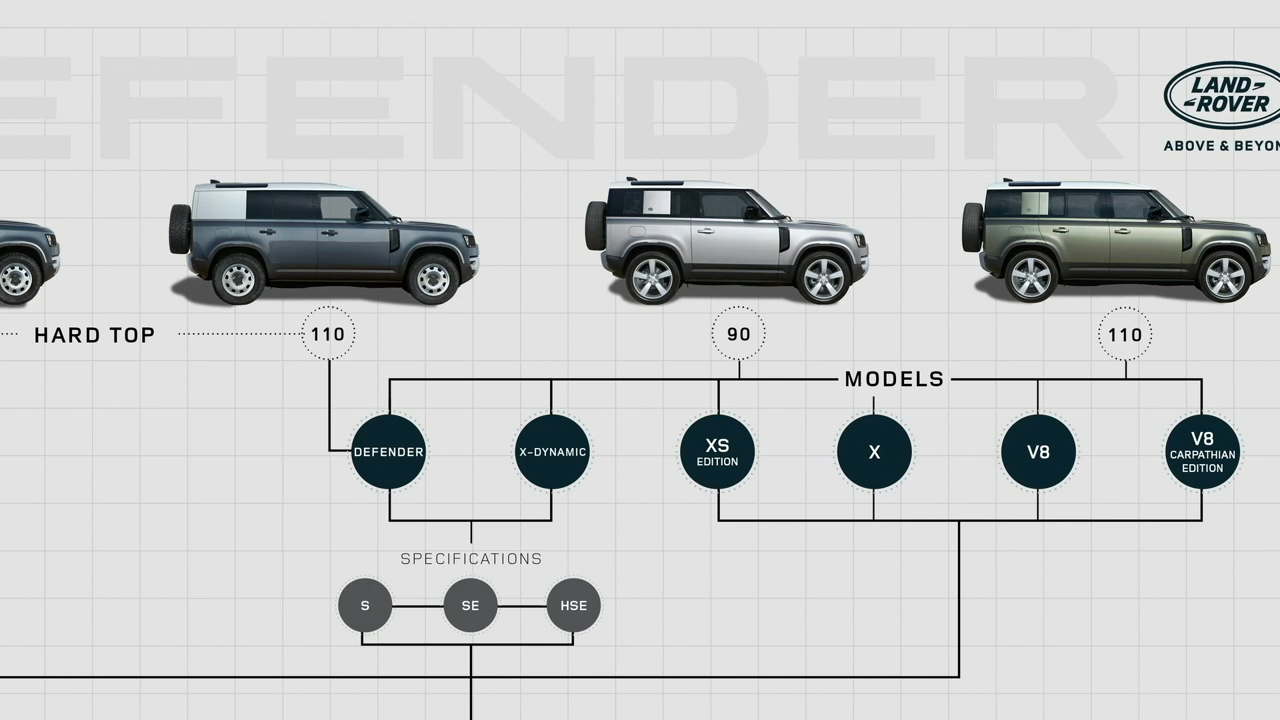 EFENDER
LAND-
-ROVER
ABOVE & BEYON
HARD TOP
110
90
110
MODELS
DEFENDER
X-DYNAMIC
XS
EDITION
X
V8
V8
CARPATHIAN
EDITION
SPECIFICATIONS
S
SE
HSE